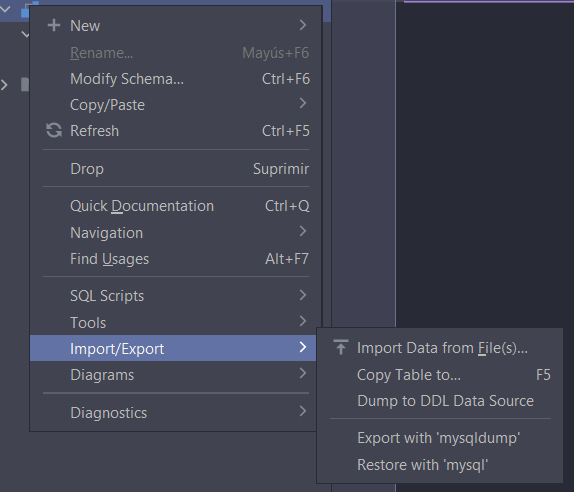 New
Rename... Mayús+F6
Modify Schema... Ctrl+F6
Copy/Paste
Refresh Ctrl+F5
Drop Suprimir
Quick Documentation Ctrl+Q
Navigation
Find Usages Alt+F7
SQL Scripts
Tools
Import/Export
Diagrams
Diagnostics
Import Data from File(s)...
Copy Table to... F5
Dump to DDL Data Source
Export with 'mysqldump'
Restore with 'mysql'